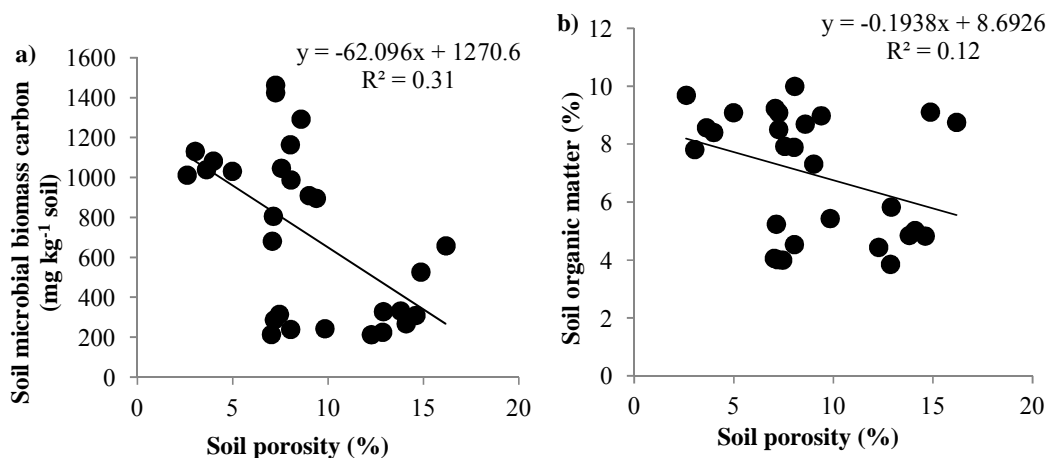 a)
y = -62.096x + 1270.6
R² = 0.31
Soil microbial biomass carbon
(mg kg⁻¹ soil)
1600
1400
1200
1000
800
600
400
200
0
0 5 10 15 20
Soil porosity (%)
b)
y = -0.1938x + 8.6926
R² = 0.12
Soil organic matter (%)
12
10
8
6
4
2
0
0 5 10 15 20
Soil porosity (%)